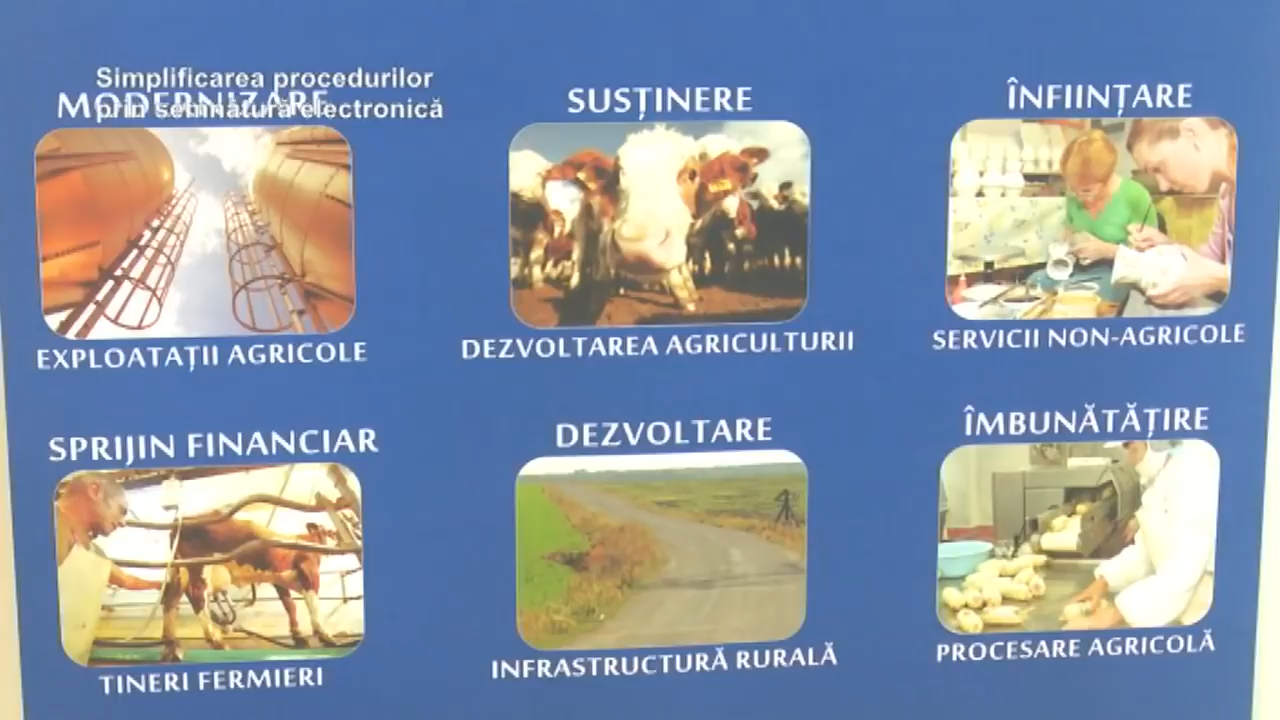 Simplificarea procedurilor
prin semnătură electronică
MODERNIZARE
EXPLOATAȚII AGRICOLE
SUSȚINERE
DEZVOLTAREA AGRICULTURII
ÎNFIINȚARE
SERVICII NON-AGRICOLE
SPRIJIN FINANCIAR
TINERI FERMIERI
DEZVOLTARE
INFRASTRUCTURĂ RURALĂ
ÎMBUNĂTĂȚIRE
PROCESARE AGRICOLĂ